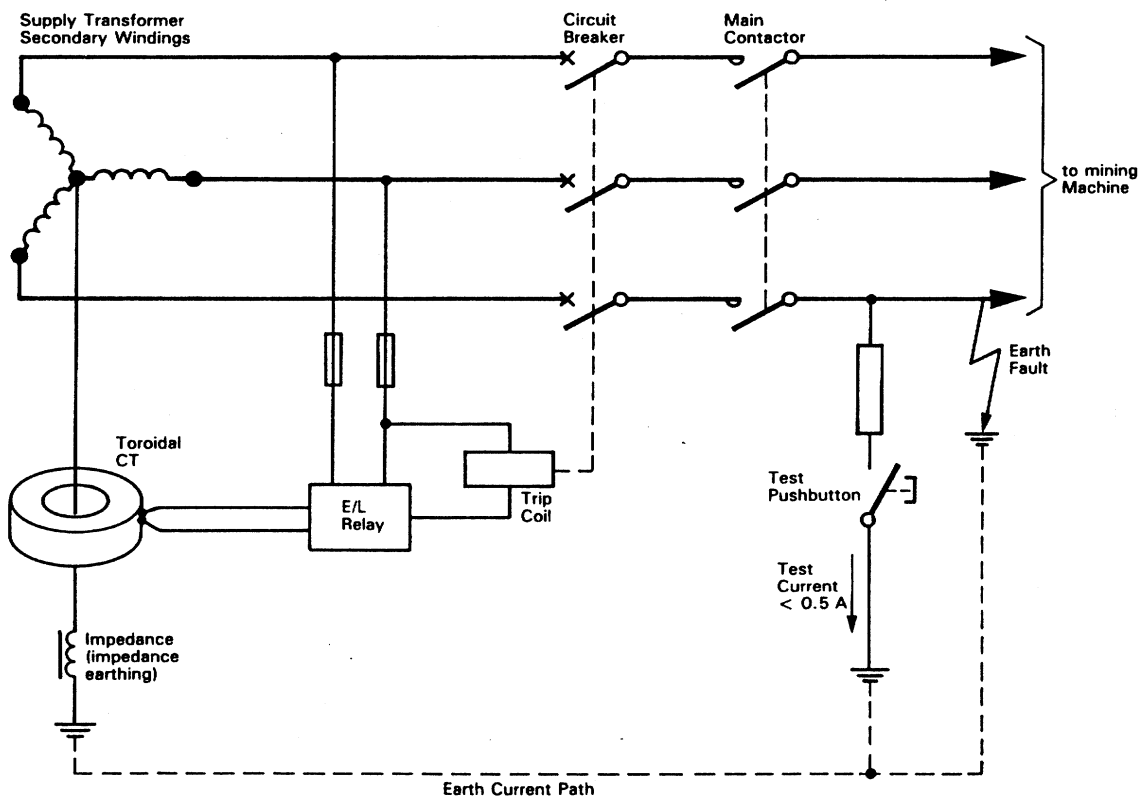 Supply Transformer
Secondary Windings
Circuit
Breaker
Main
Contactor
to mining
Machine
Earth
Fault
Toroidal
CT
E/L
Relay
Trip
Coil
Test
Pushbutton
Test
Current
< 0.5 A
Impedance
(impedance
earthing)
Earth Current Path